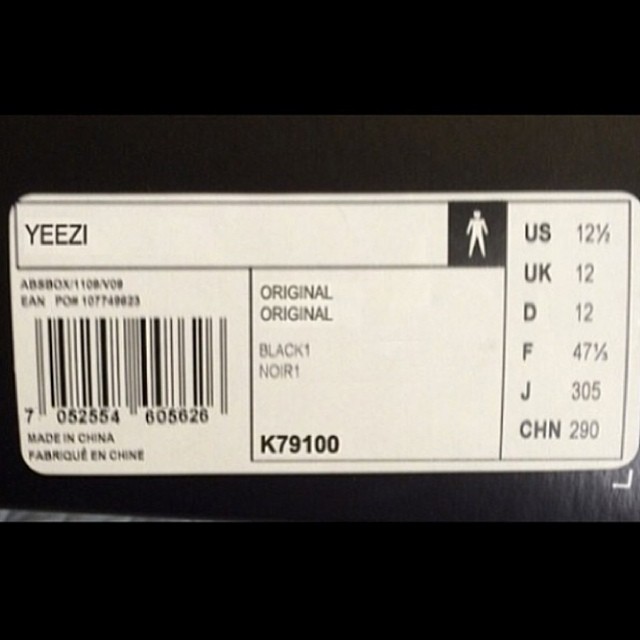 YEEZI
ABSBOX/1108/V09
EAN PO# 107749623
7 052554 605626
MADE IN CHINA
FABRIQUÉ EN CHINE
ORIGINAL
ORIGINAL
BLACK1
NOIR1
K79100
US 12½
UK 12
D 12
F 47⅓
J 305
CHN 290